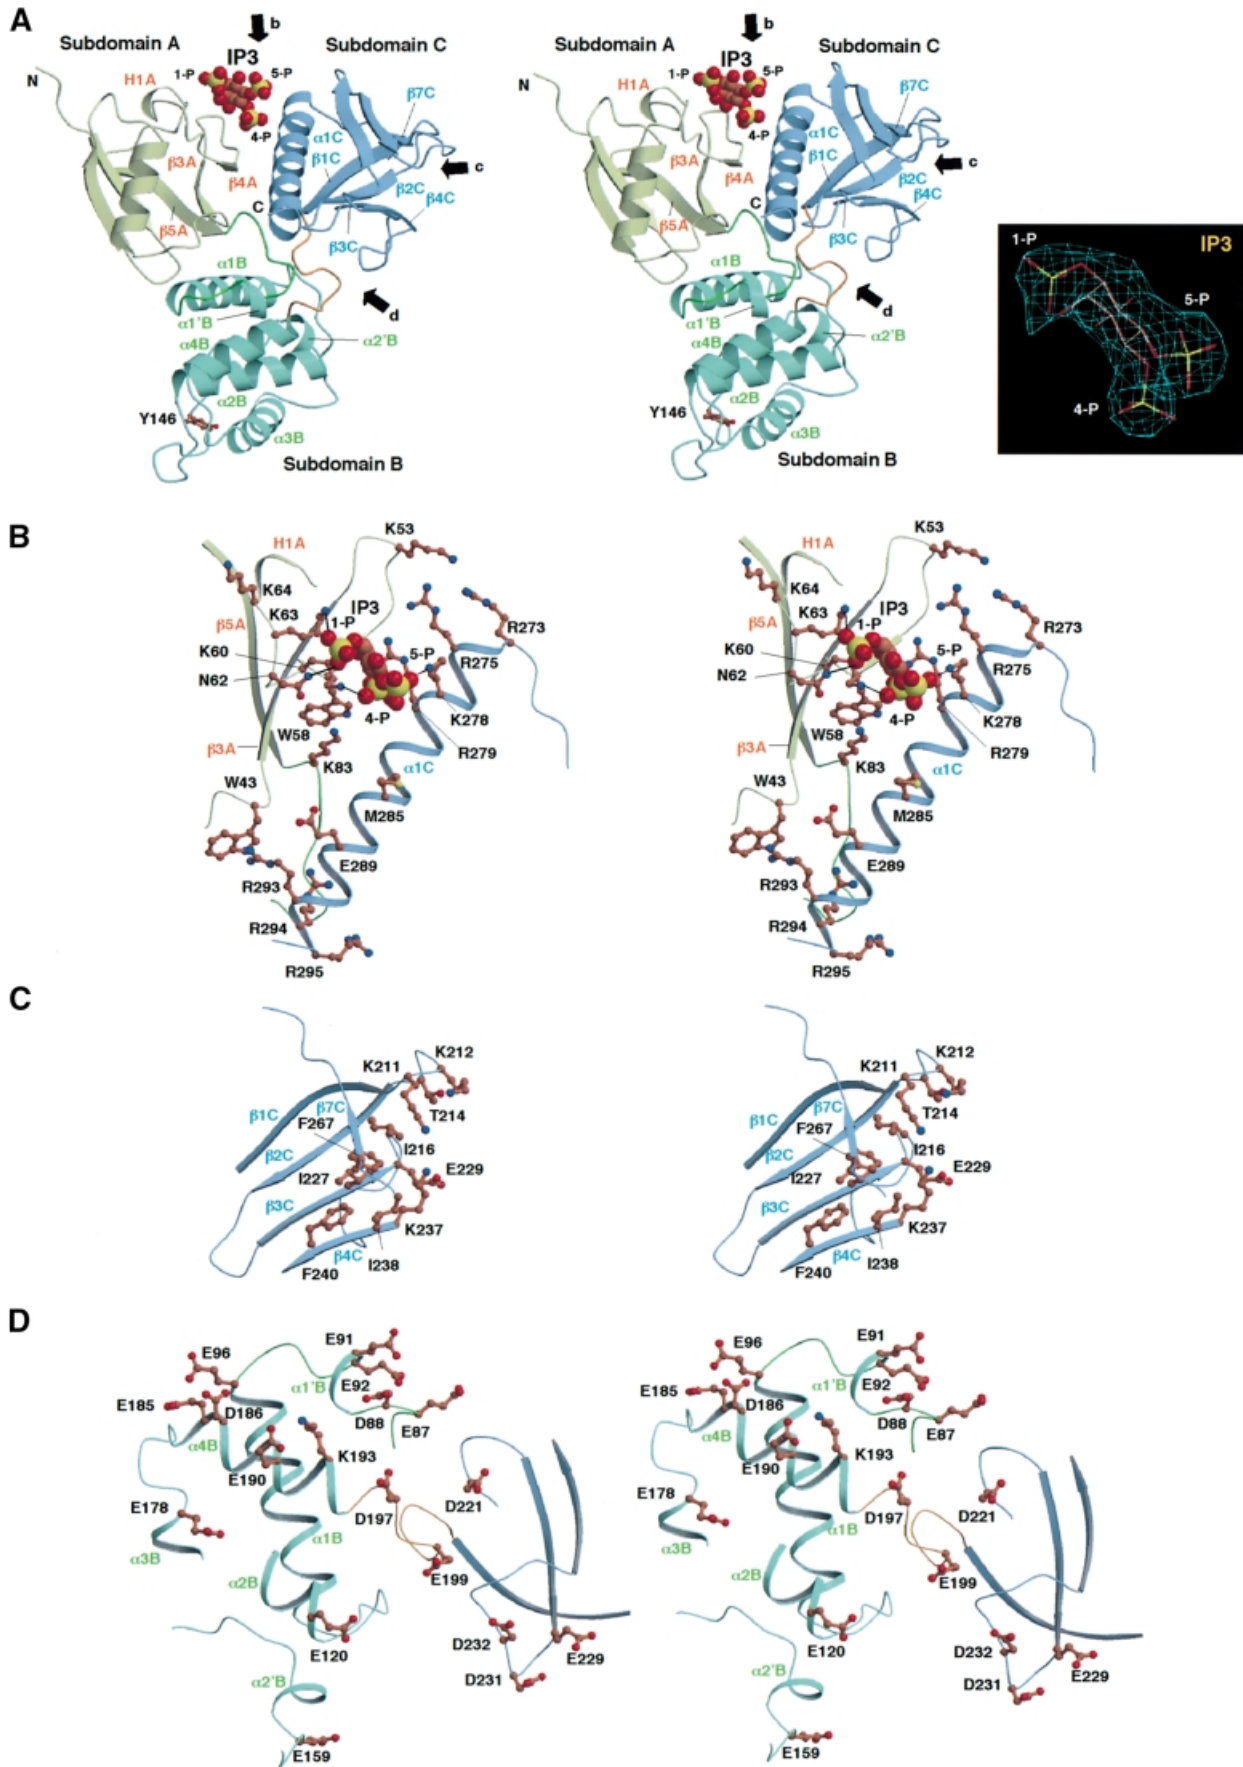 A
b
Subdomain A
IP3
Subdomain C
1-P
5-P
N
H1A
4-P
β7C
α1C
β1C
β3A
β4A
c
β2C
β4C
C
β5A
β3C
α1B
d
α1'B
α4B
α2'B
α2B
Y146
α3B
Subdomain B
b
Subdomain A
IP3
Subdomain C
1-P
5-P
H1A
4-P
β7C
α1C
β1C
β3A
β4A
c
β2C
β4C
C
β5A
β3C
α1B
d
α1'B
α4B
α2'B
α2B
Y146
α3B
Subdomain B
1-P
IP3
5-P
4-P
B
K53
H1A
K64
K63
IP3
1-P
β5A
R273
K60
5-P
R275
N62
4-P
K278
W58
R279
β3A
K83
α1C
W43
M285
E289
R293
R294
R295
K53
H1A
K64
K63
IP3
1-P
β5A
R273
K60
5-P
R275
N62
4-P
K278
W58
R279
β3A
K83
α1C
W43
M285
E289
R293
R294
R295
C
K212
K211
β1C
β7C
T214
F267
β2C
I216
I227
E229
β3C
K237
β4C
I238
F240
K212
K211
β1C
β7C
T214
F267
β2C
I216
I227
E229
β3C
K237
β4C
I238
F240
D
E91
E96
α1'B
E92
E185
D186
D88
E87
α4B
K193
E190
E178
D197
D221
α1B
α3B
α2B
E199
E120
D232
E229
α2'B
D231
E159
E91
E96
α1'B
E92
E185
D186
D88
E87
α4B
K193
E190
E178
D197
D221
α1B
α3B
α2B
E199
E120
D232
E229
α2'B
D231
E159